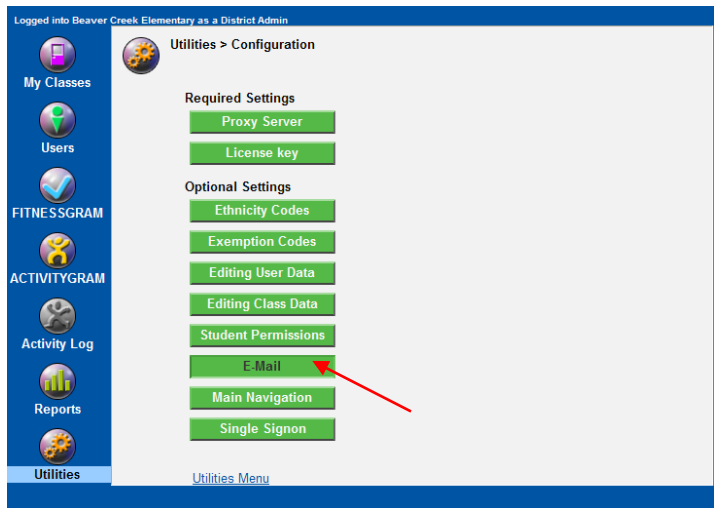 Logged into Beaver Creek Elementary as a District Admin
My Classes
Users
FITNESSGRAM
ACTIVITYGRAM
Activity Log
Reports
Utilities
Utilities > Configuration
Required Settings
Proxy Server
License key
Optional Settings
Ethnicity Codes
Exemption Codes
Editing User Data
Editing Class Data
Student Permissions
E-Mail
Main Navigation
Single Signon
Utilities Menu